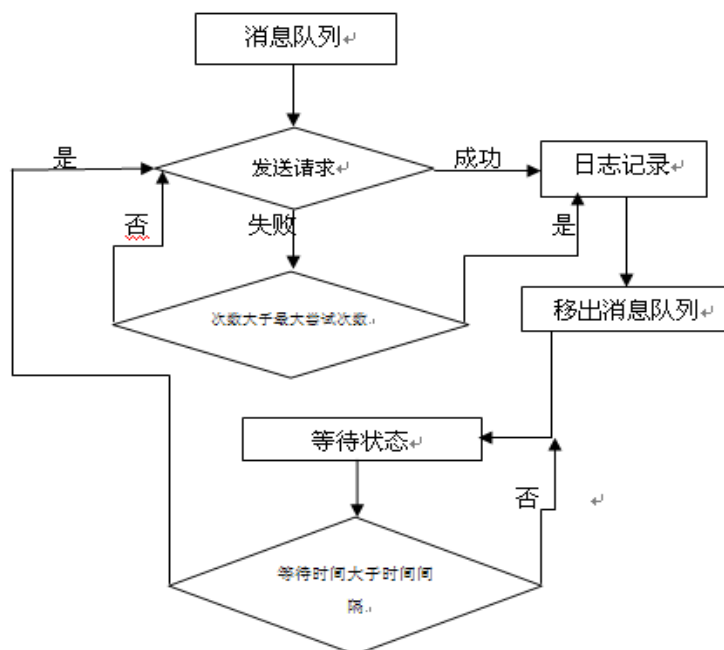 消息队列
是
发送请求
成功
日志记录
否
失败
是
次数大于最大尝试次数.
移出消息队列
等待状态
否
等待时间大于时间间
隔.